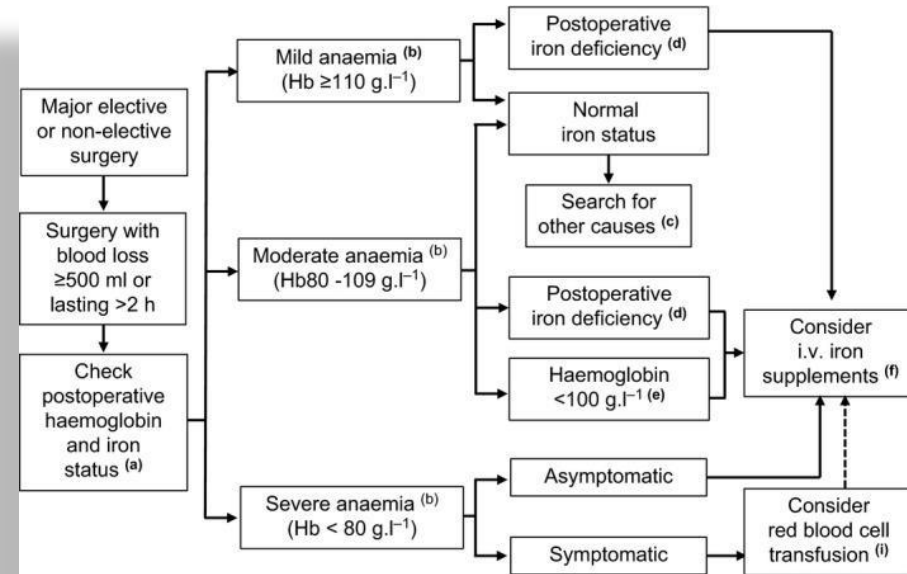 Major elective
or non-elective
surgery
Surgery with
blood loss
≥500 ml or
lasting >2 h
Check
postoperative
haemoglobin
and iron
status (a)
Mild anaemia (b)
(Hb ≥110 g.l⁻¹)
Moderate anaemia (b)
(Hb80 -109 g.l⁻¹)
Severe anaemia (b)
(Hb < 80 g.l⁻¹)
Postoperative
iron deficiency (d)
Normal
iron status
Search for
other causes (c)
Postoperative
iron deficiency (d)
Haemoglobin
<100 g.l⁻¹ (e)
Asymptomatic
Symptomatic
Consider
i.v. iron
supplements (f)
Consider
red blood cell
transfusion (i)